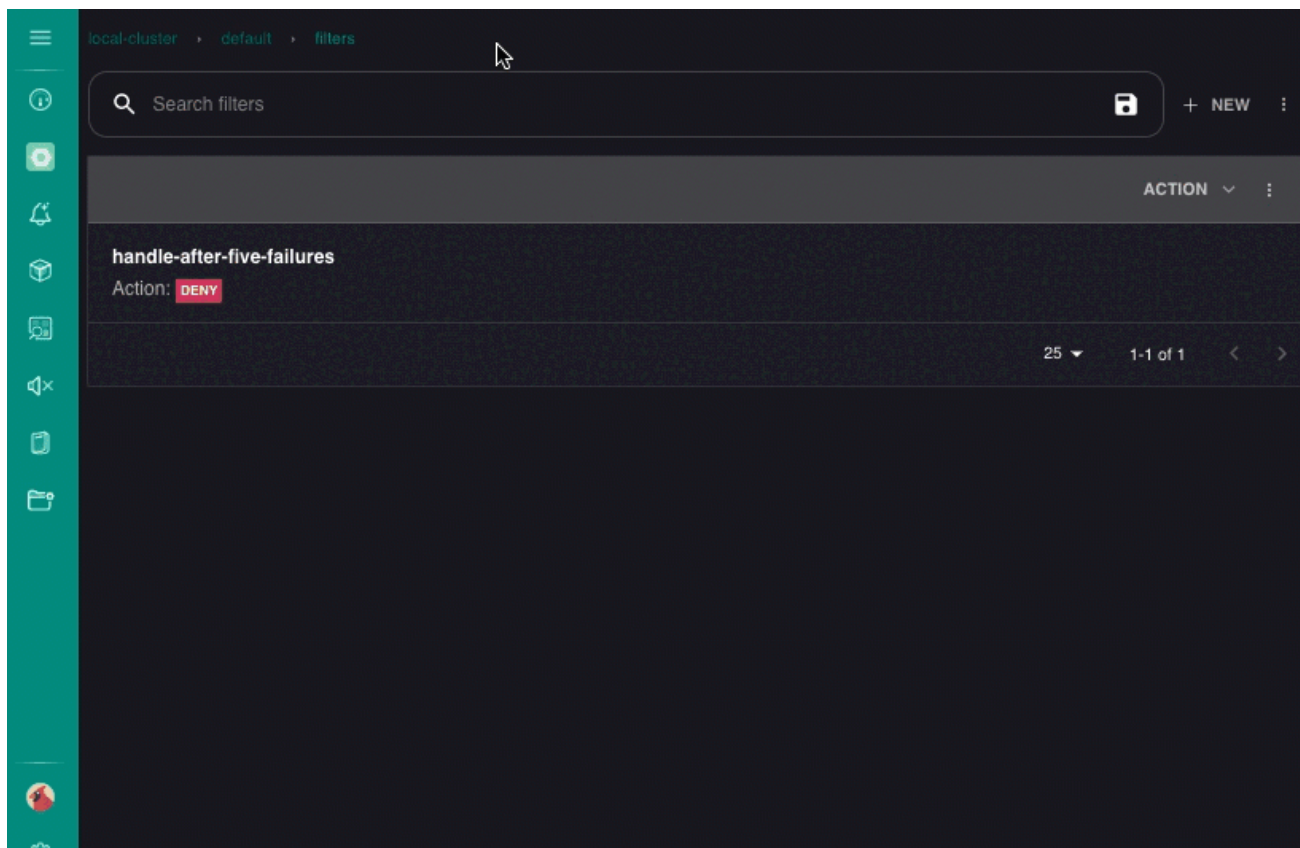 local-cluster › default › filters
Search filters
+ NEW
ACTION
handle-after-five-failures
Action: DENY
25 1-1 of 1